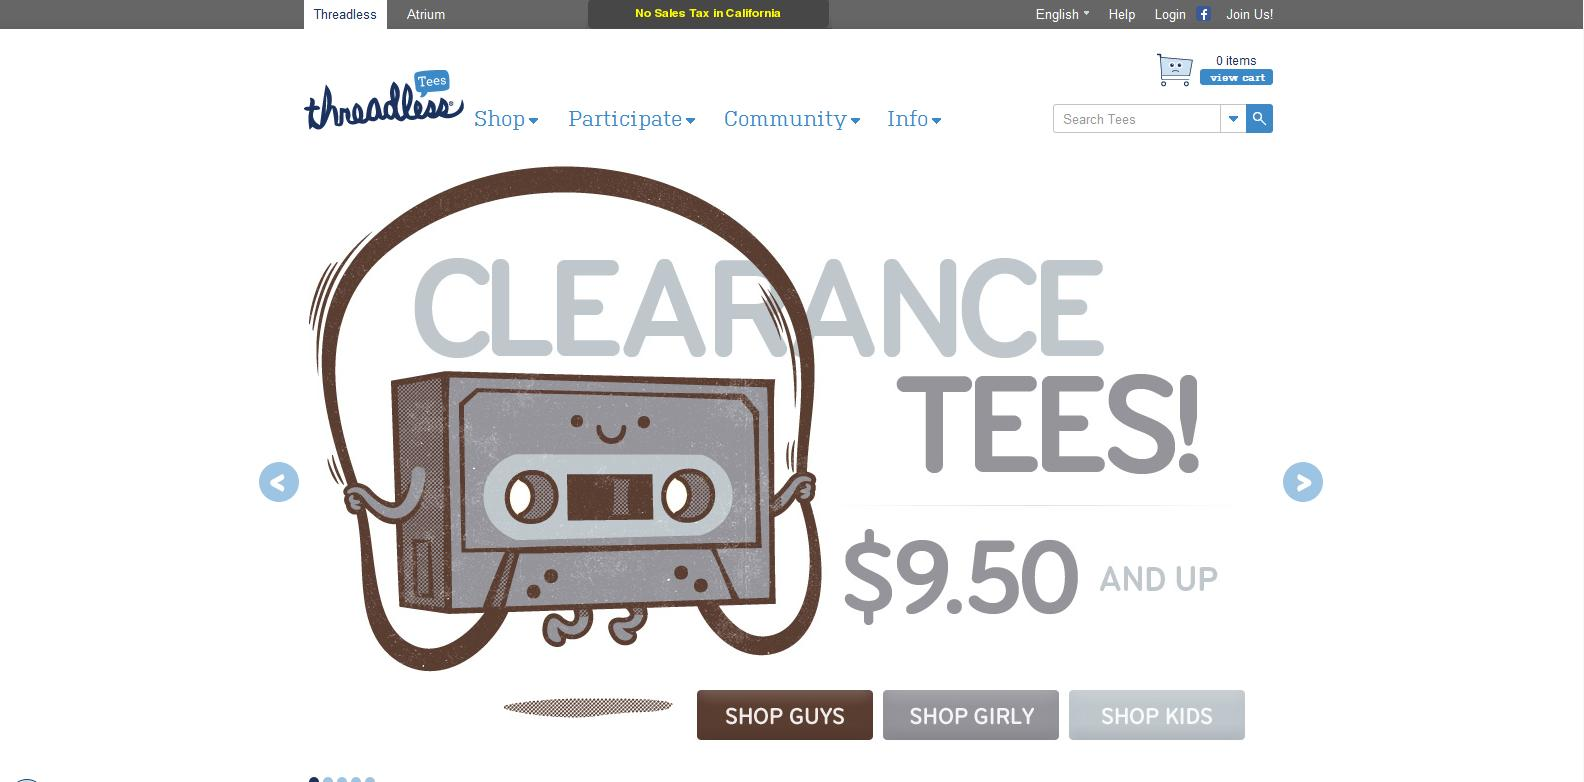 Threadless
Atrium
No Sales Tax in California
English
Help
Login
Join Us!
0 items
view cart
threadless
Tees
Shop
Participate
Community
Info
Search Tees
CLEARANCE
TEES!
$9.50 AND UP
SHOP GUYS
SHOP GIRLY
SHOP KIDS